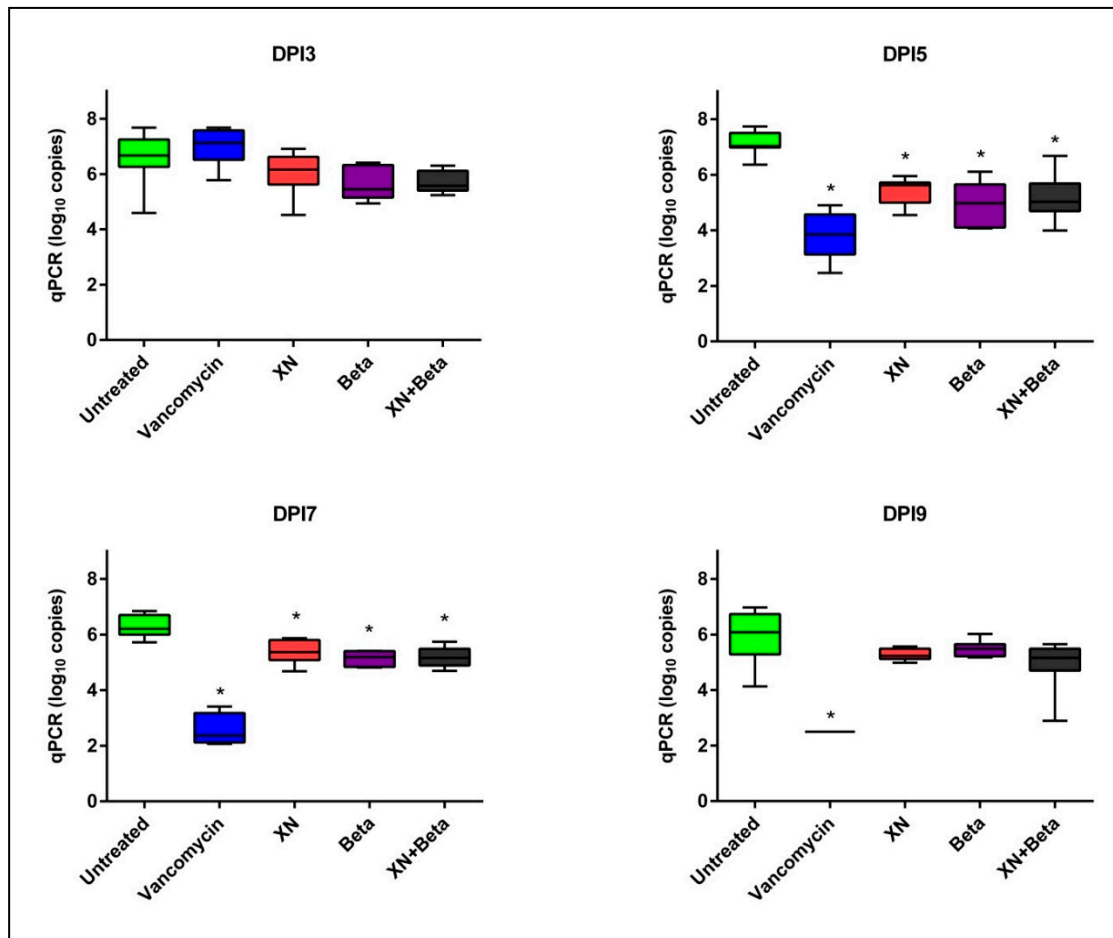 DPI3
qPCR (log₁₀ copies)
8
6
4
2
0
Untreated
Vancomycin
XN
Beta
XN+Beta
DPI5
qPCR (log₁₀ copies)
8
6
4
2
0
*
*
*
*
Untreated
Vancomycin
XN
Beta
XN+Beta
DPI7
qPCR (log₁₀ copies)
8
6
4
2
0
*
*
*
*
Untreated
Vancomycin
XN
Beta
XN+Beta
DPI9
qPCR (log₁₀ copies)
8
6
4
2
0
*
Untreated
Vancomycin
XN
Beta
XN+Beta